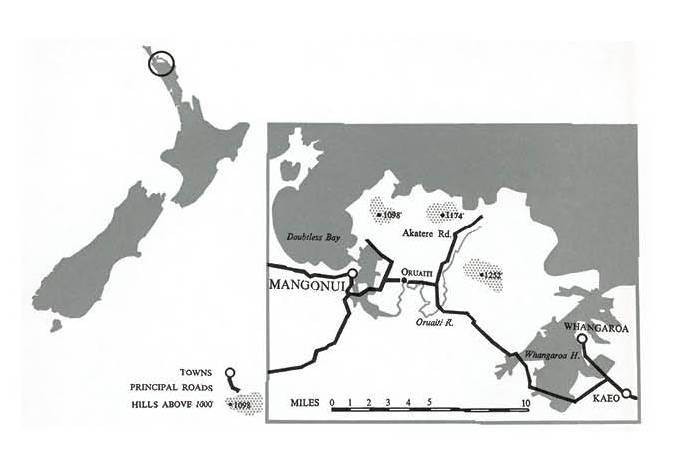 1098'
1174'
Akatere Rd.
Doubtless Bay
ORUAITI
1252'
MANGONUI
Oruaiti R.
WHANGAROA
Whangaroa H.
KAEO
TOWNS
PRINCIPAL ROADS
HILLS ABOVE 1000'
1098'
MILES 0 1 2 3 4 5 10